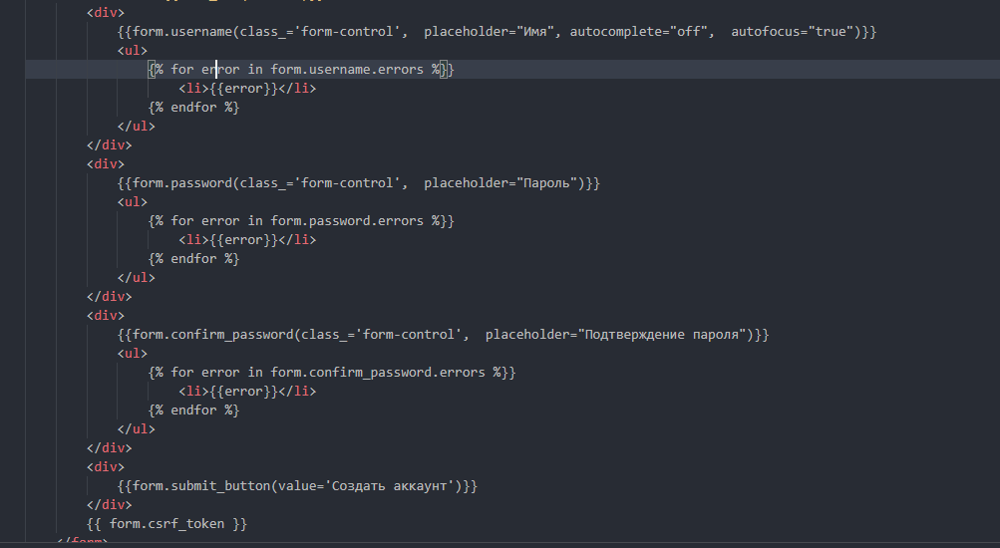 <div>
{{form.username(class_='form-control',  placeholder="Имя", autocomplete="off",  autofocus="true")}}
<ul>
{% for error in form.username.errors %}}
<li>{{error}}</li>
{% endfor %}
</ul>
</div>
<div>
{{form.password(class_='form-control',  placeholder="Пароль")}}
<ul>
{% for error in form.password.errors %}}
<li>{{error}}</li>
{% endfor %}
</ul>
</div>
<div>
{{form.confirm_password(class_='form-control',  placeholder="Подтверждение пароля")}}
<ul>
{% for error in form.confirm_password.errors %}}
<li>{{error}}</li>
{% endfor %}
</ul>
</div>
<div>
{{form.submit_button(value='Создать аккаунт')}}
</div>
{{ form.csrf_token }}
</form>